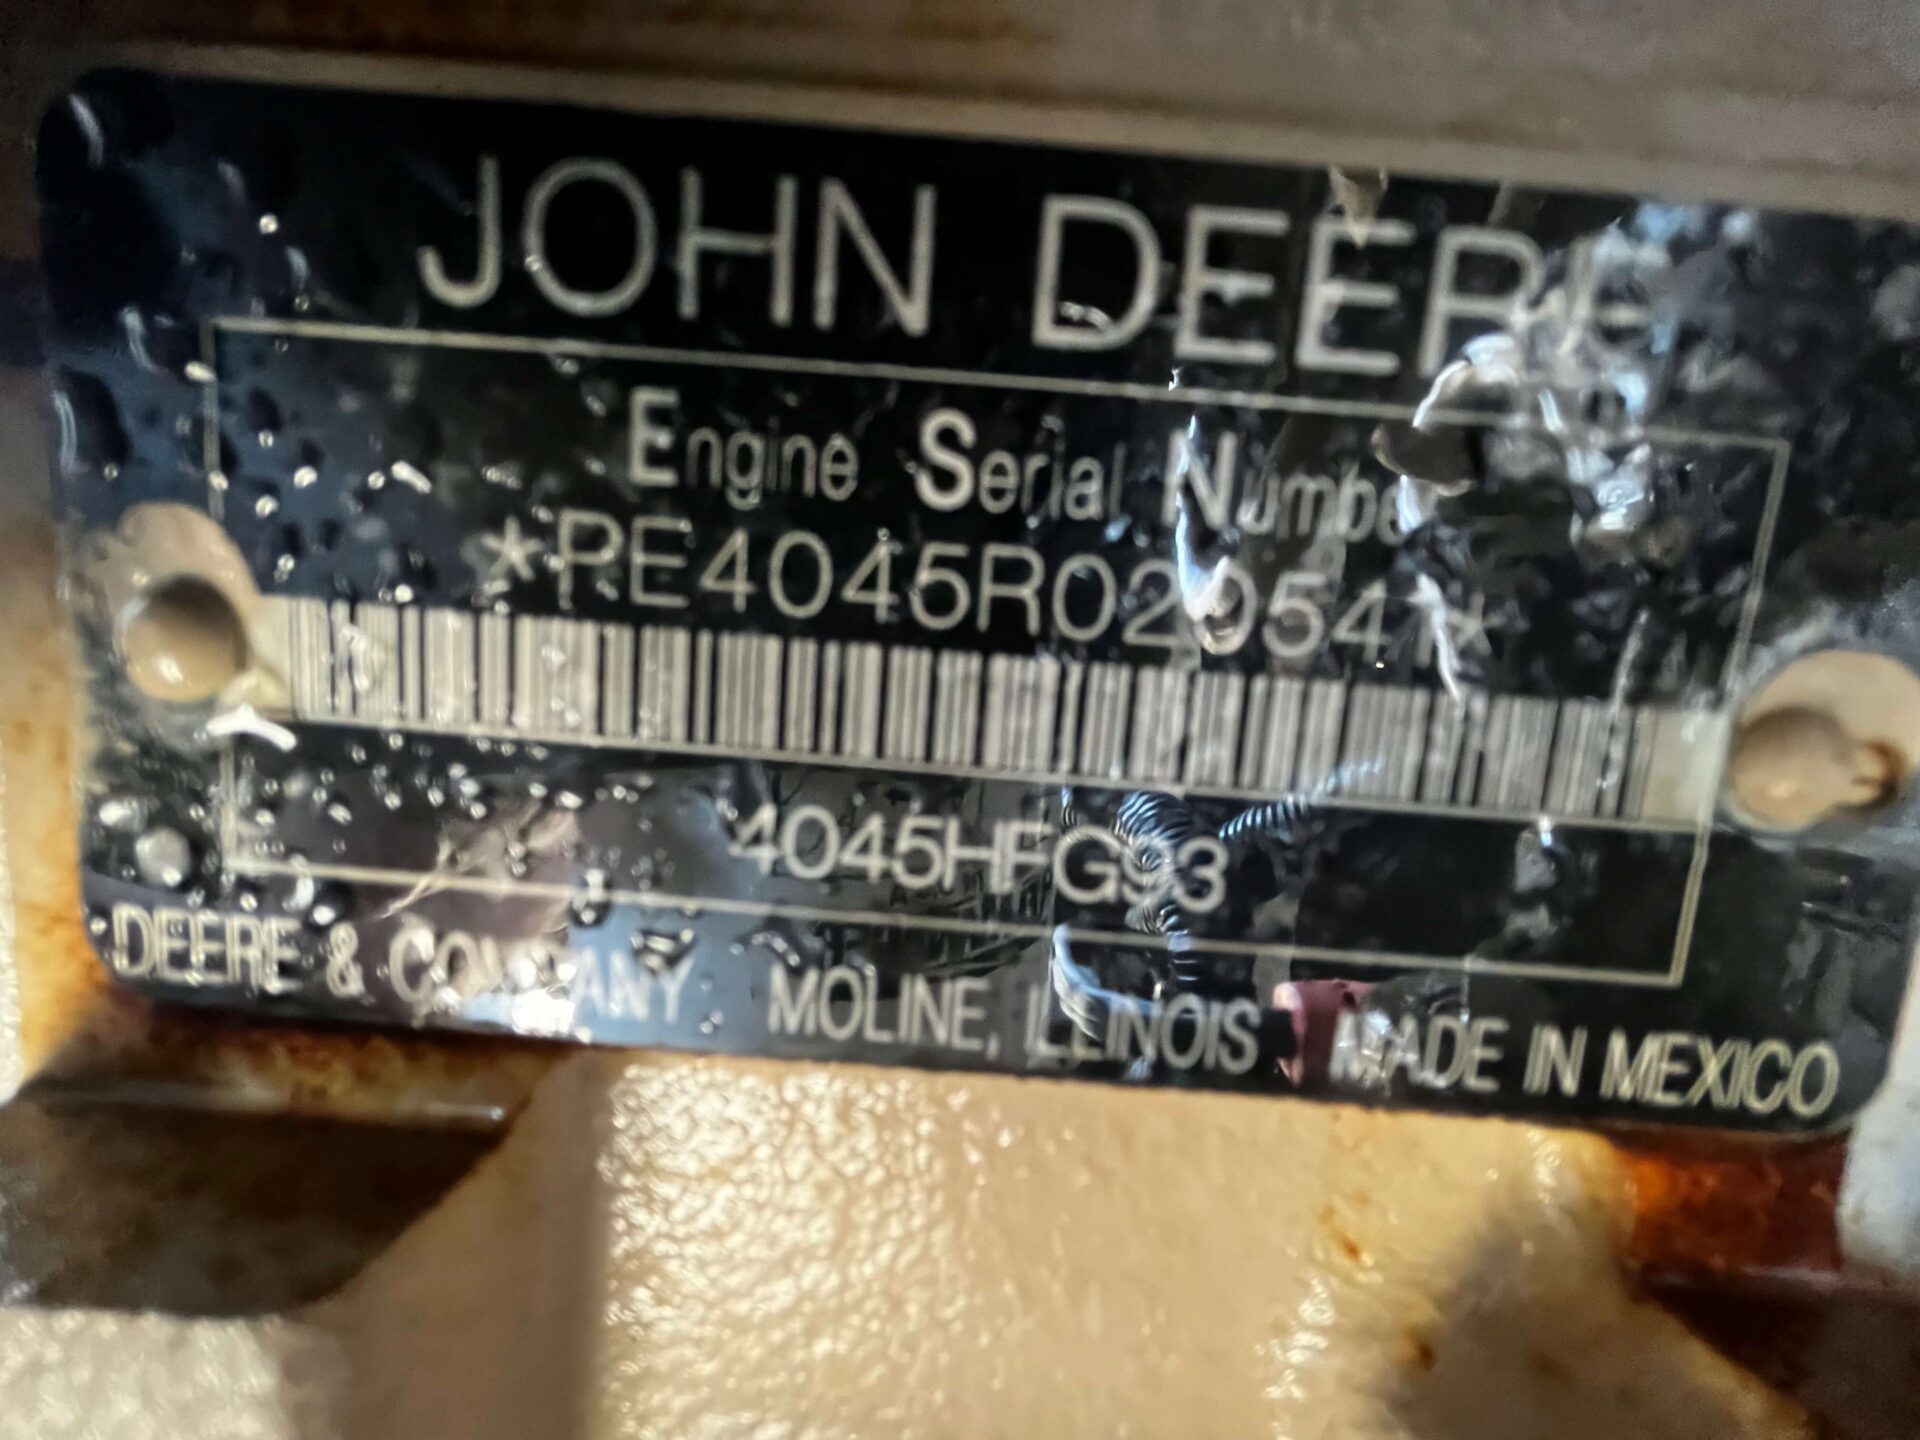 JOHN DEERE
Engine Serial Number
*PE4045R020541*
4045HFG93
DEERE & COMPANY MOLINE, ILLINOIS MADE IN MEXICO